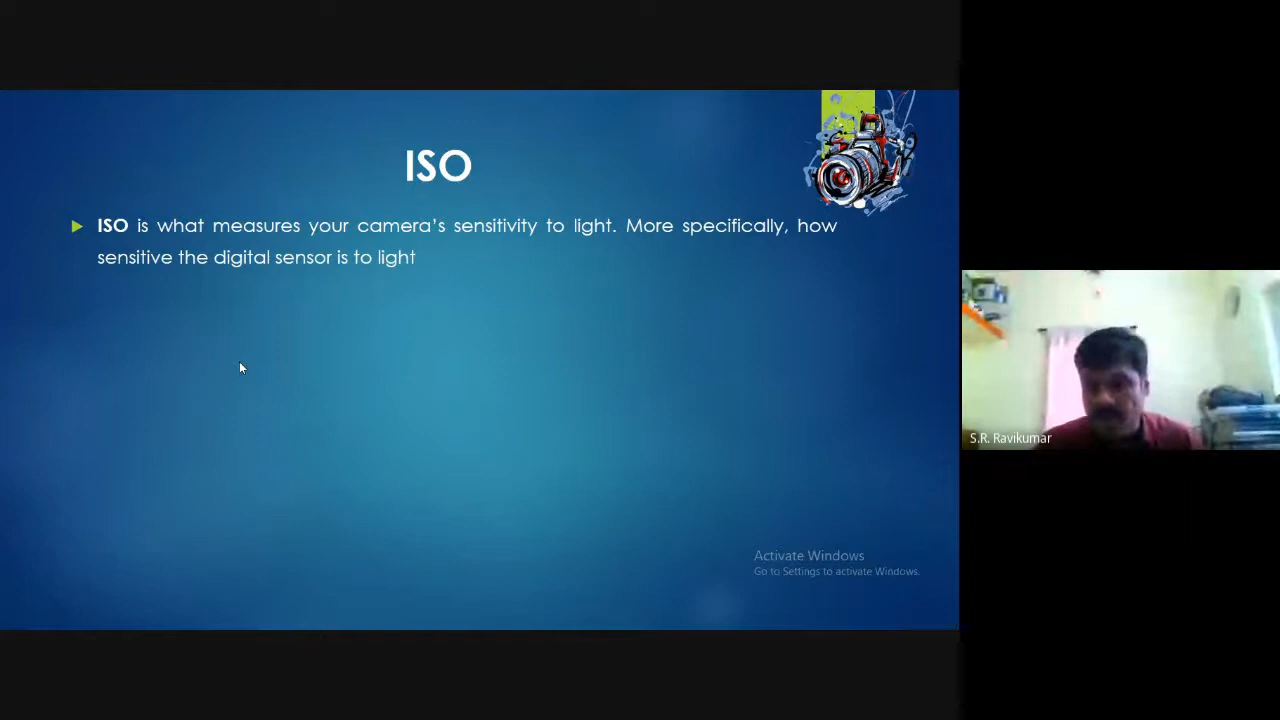 ISO
ISO is what measures your camera’s sensitivity to light. More specifically, how
sensitive the digital sensor is to light
Activate Windows
Go to Settings to activate Windows.
S.R. Ravikumar